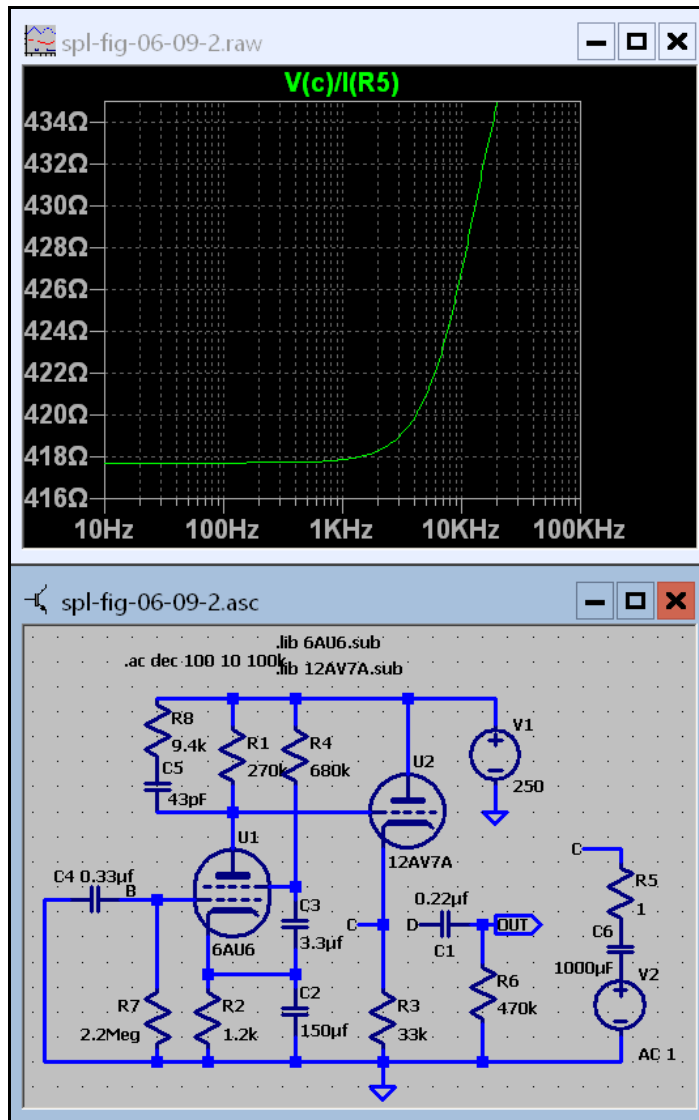 spl-fig-06-09-2.raw
V(c)/I(R5)
434Ω
432Ω
430Ω
428Ω
426Ω
424Ω
422Ω
420Ω
418Ω
416Ω
10Hz 100Hz 1KHz 10KHz 100KHz
spl-fig-06-09-2.asc
.lib 6AU6.sub
.ac dec 100 10 100k
.lib 12AV7A.sub
R8
9.4k
C5
43pF
R1
270k
R4
680k
U2
12AV7A
V1
250
U1
6AU6
C4 0.33µf
B
C3
3.3µf
C
D
0.22µf
C1
OUT
C
R5
1
C6
1000µF
V2
AC 1
R7
2.2Meg
R2
1.2k
C2
150µf
R3
33k
R6
470k